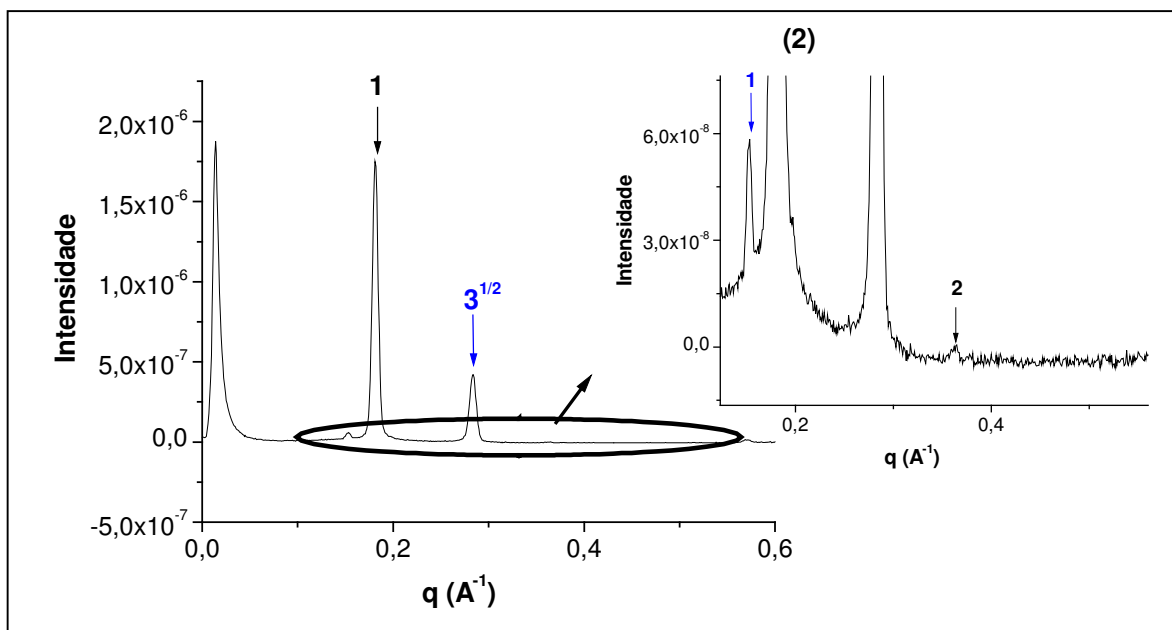 (2)
1
2,0x10^-6
1,5x10^-6
1,0x10^-6
5,0x10^-7
0,0
-5,0x10^-7
Intensidade
3^1/2
0,0
0,2
0,4
0,6
q (A^-1)
1
6,0x10^-8
3,0x10^-8
0,0
Intensidade
2
0,2
0,4
q (A^-1)